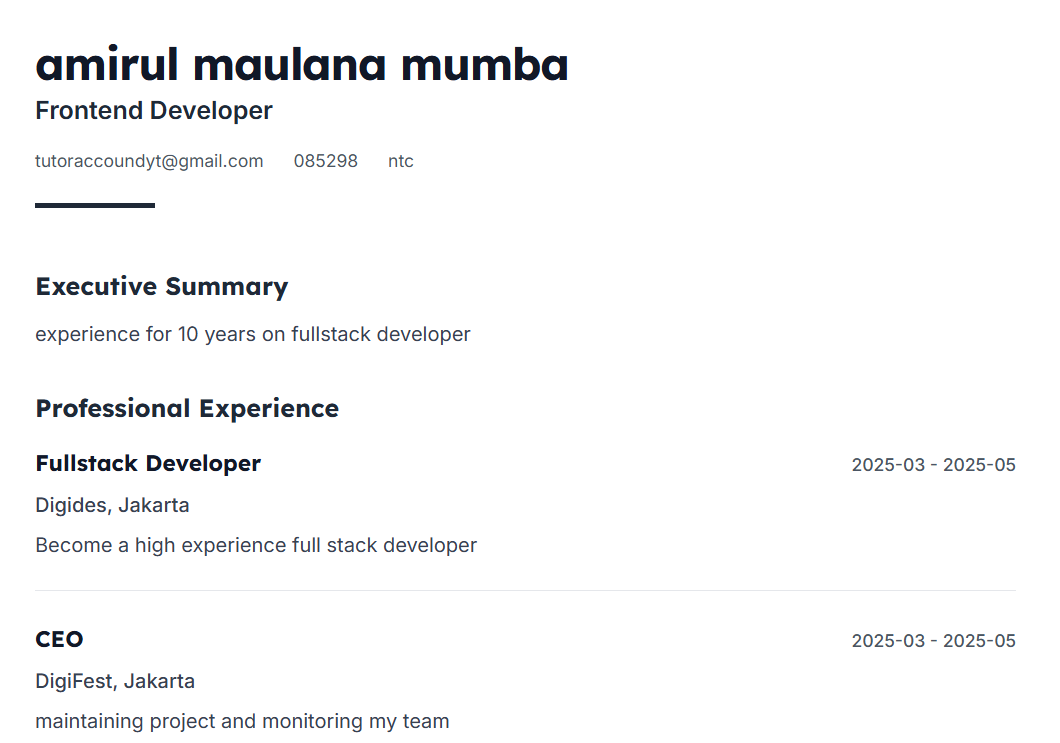 amirul maulana mumba
Frontend Developer
tutoraccoundyt@gmail.com 085298 ntc
Executive Summary
experience for 10 years on fullstack developer
Professional Experience
Fullstack Developer 2025-03 - 2025-05
Digides, Jakarta
Become a high experience full stack developer
CEO 2025-03 - 2025-05
DigiFest, Jakarta
maintaining project and monitoring my team